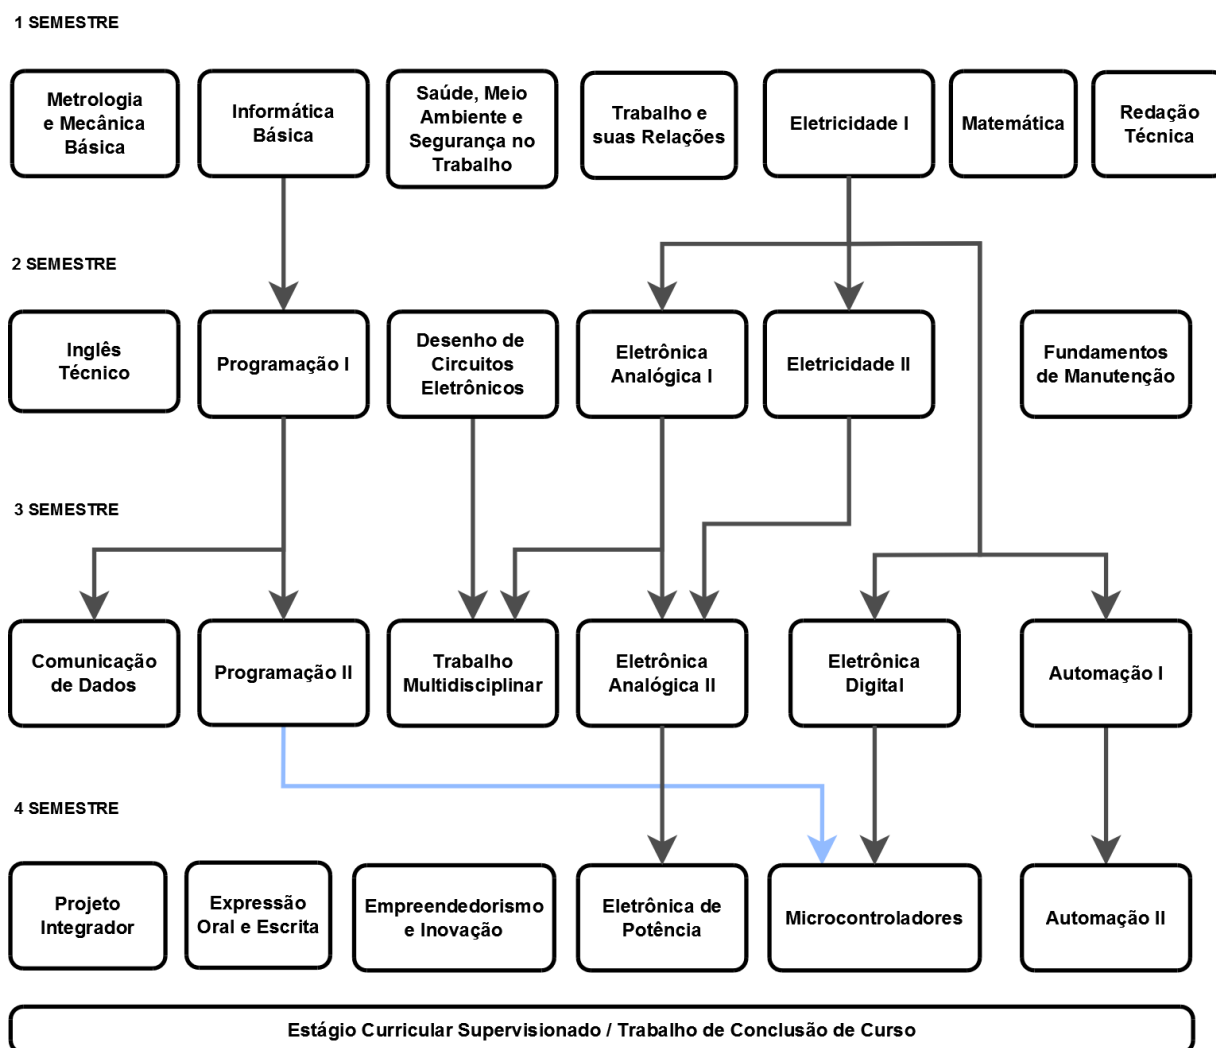 1 SEMESTRE
Metrologia
e Mecânica
Básica
Informática
Básica
Saúde, Meio
Ambiente e
Segurança no
Trabalho
Trabalho e
suas Relações
Eletricidade I
Matemática
Redação
Técnica
2 SEMESTRE
Inglês
Técnico
Programação I
Desenho de
Circuitos
Eletrônicos
Eletrônica
Analógica I
Eletricidade II
Fundamentos
de Manutenção
3 SEMESTRE
Comunicação
de Dados
Programação II
Trabalho
Multidisciplinar
Eletrônica
Analógica II
Eletrônica
Digital
Automação I
4 SEMESTRE
Projeto
Integrador
Expressão
Oral e Escrita
Empreendedorismo
e Inovação
Eletrônica de
Potência
Microcontroladores
Automação II
Estágio Curricular Supervisionado / Trabalho de Conclusão de Curso